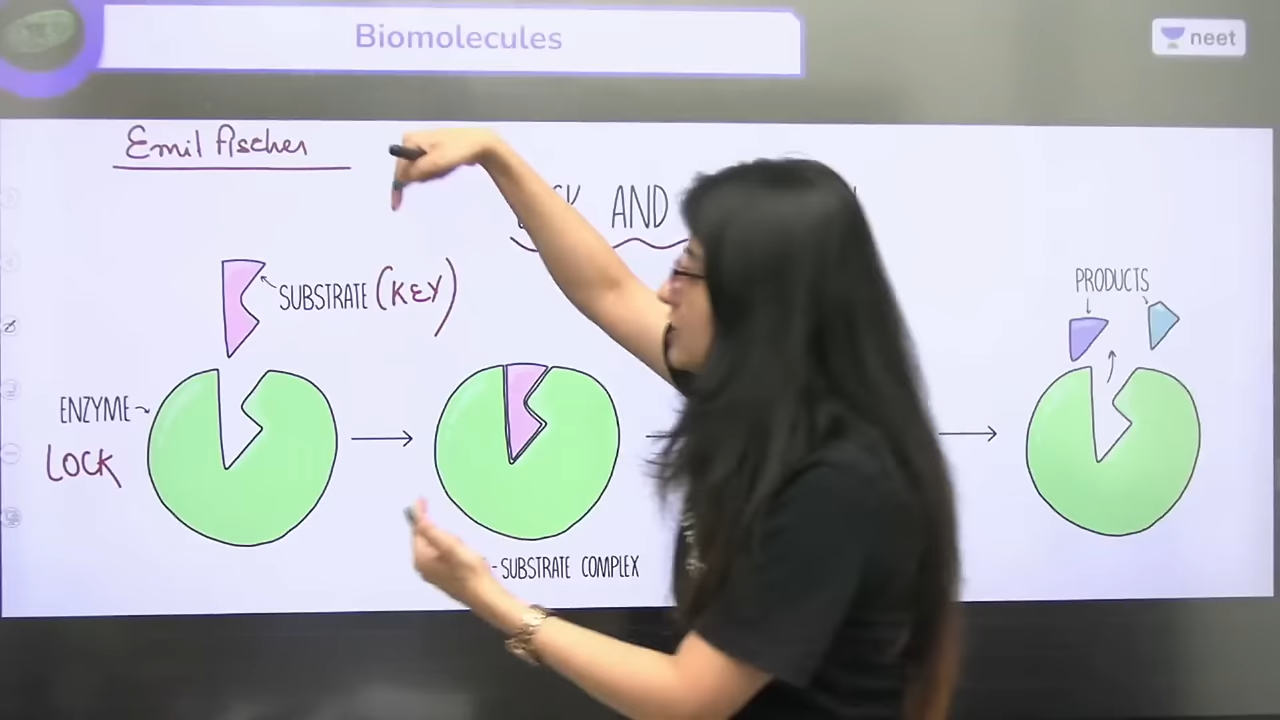 Biomolecules
neet
Emil Fischer
AND
SUBSTRATE (KEY)
PRODUCTS
ENZYME
LOCK
-SUBSTRATE COMPLEX